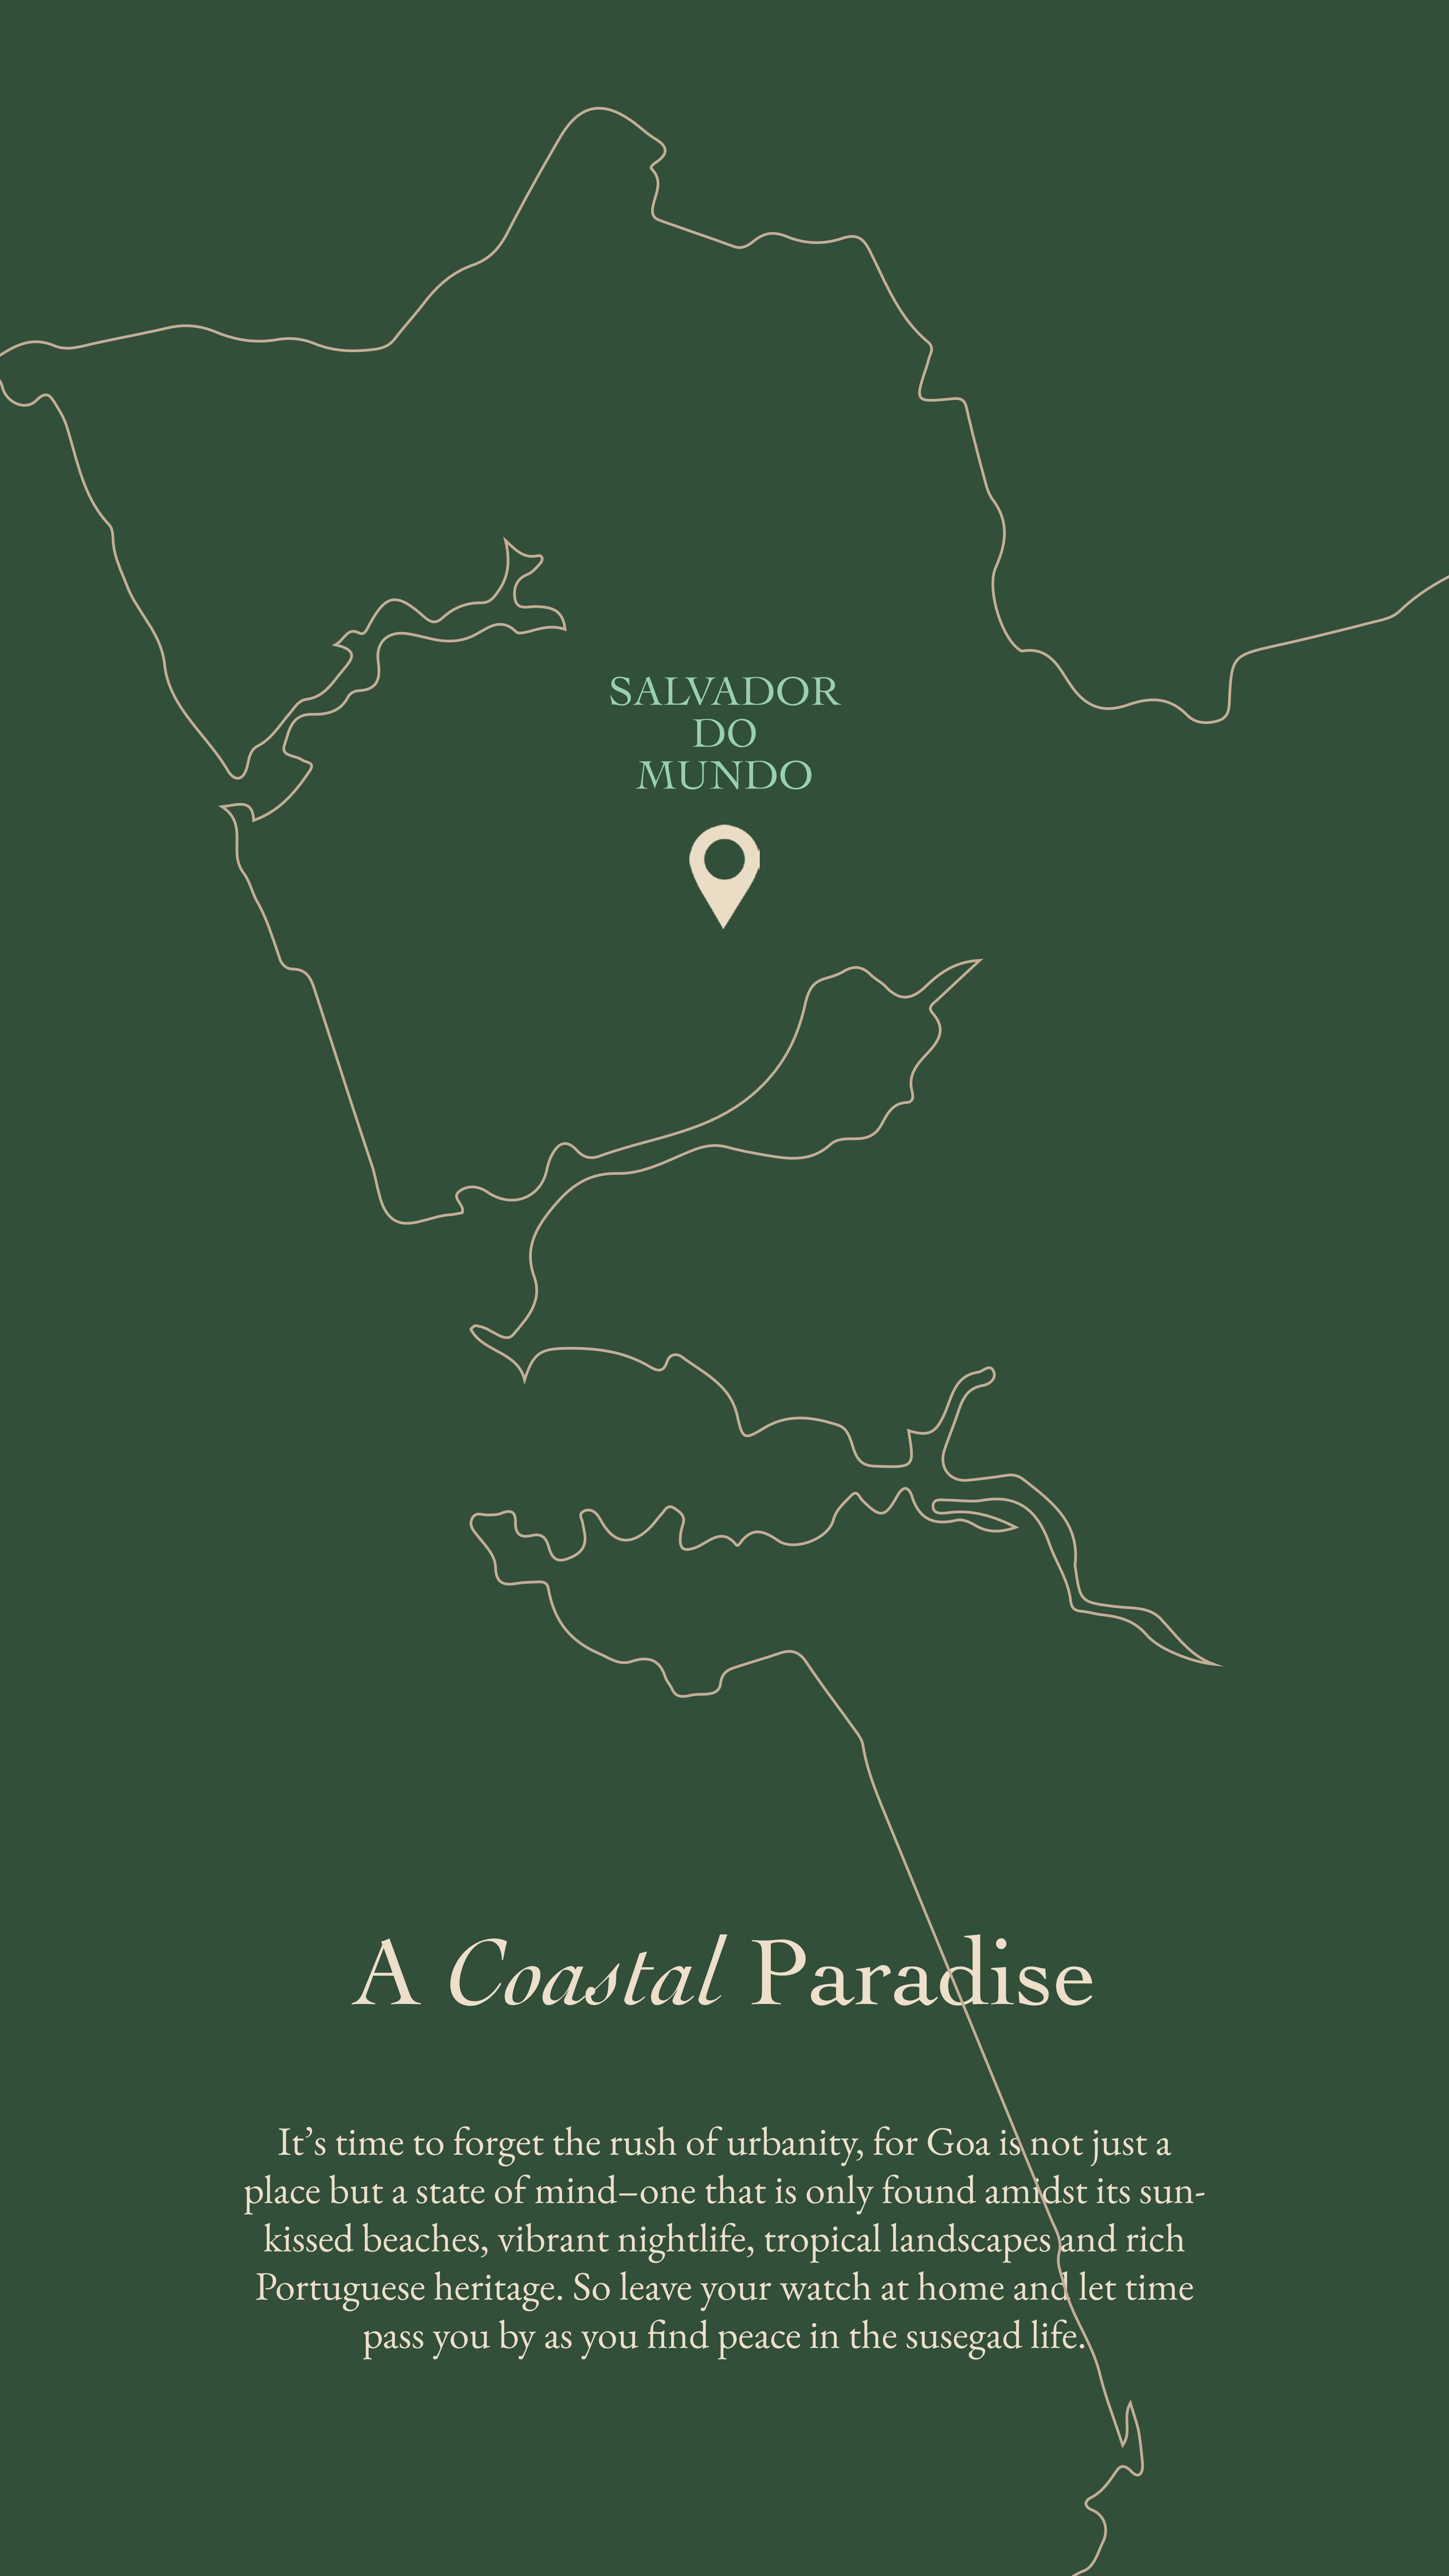 SALVADOR
DO
MUNDO
A Coastal Paradise
It’s time to forget the rush of urbanity, for Goa is not just a
place but a state of mind–one that is only found amidst its sun-
kissed beaches, vibrant nightlife, tropical landscapes and rich
Portuguese heritage. So leave your watch at home and let time
pass you by as you find peace in the susegad life.